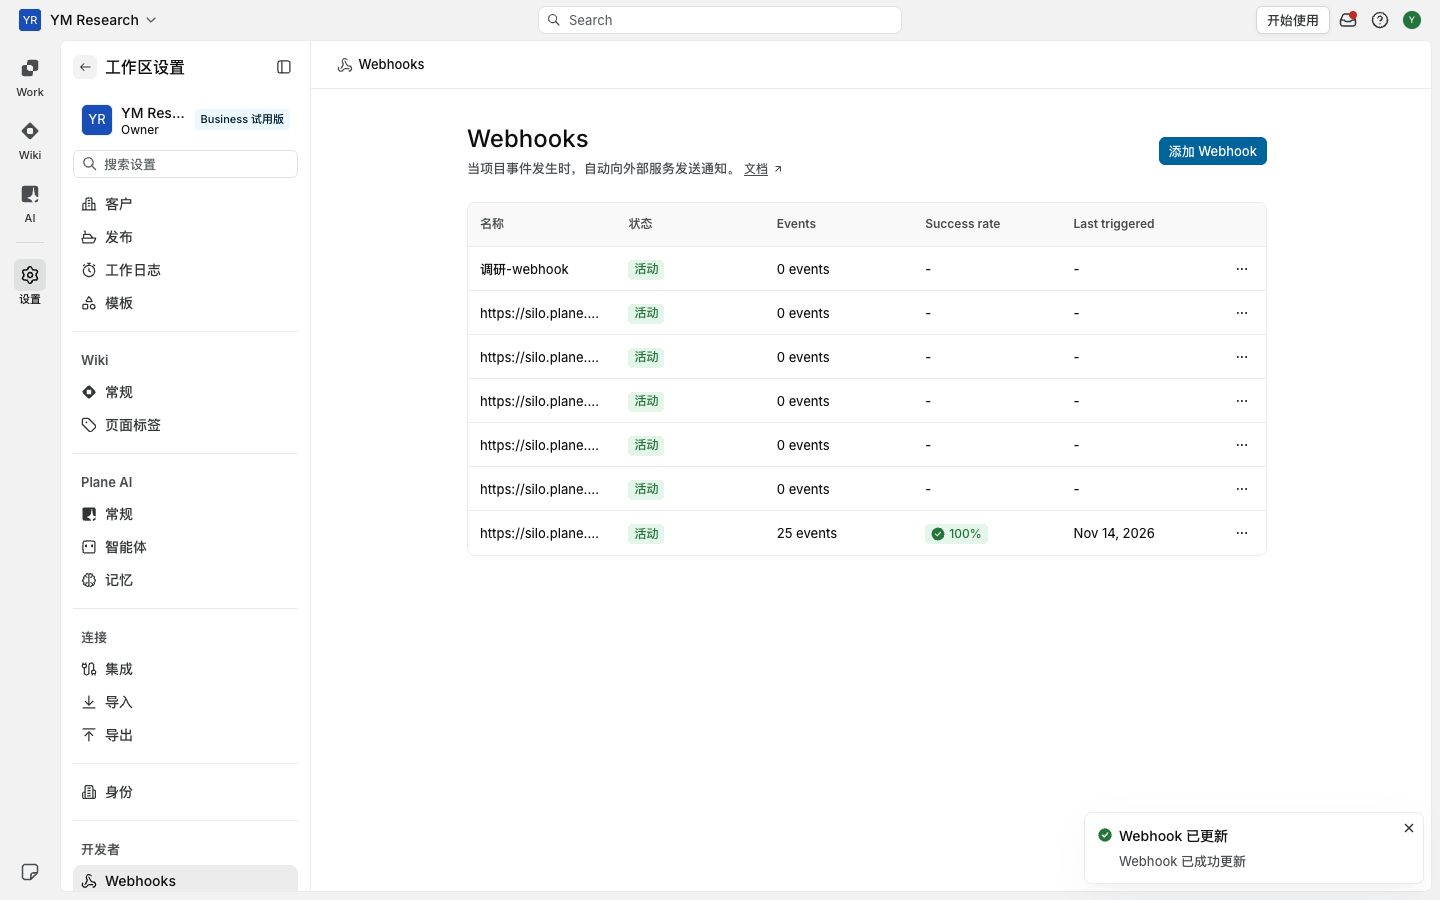 YR YM Research
Search
开始使用
Y
Work
Wiki
AI
设置
工作区设置
YR
YM Res...
Owner
Business 试用版
搜索设置
客户
发布
工作日志
模板
Wiki
常规
页面标签
Plane AI
常规
智能体
记忆
连接
集成
导入
导出
身份
开发者
Webhooks
Webhooks
Webhooks
当项目事件发生时，自动向外部服务发送通知。 文档
添加 Webhook
名称 状态 Events Success rate Last triggered
调研-webhook 活动 0 events - - ...
https://silo.plane.... 活动 0 events - - ...
https://silo.plane.... 活动 0 events - - ...
https://silo.plane.... 活动 0 events - - ...
https://silo.plane.... 活动 0 events - - ...
https://silo.plane.... 活动 0 events - - ...
https://silo.plane.... 活动 25 events 100% Nov 14, 2026 ...
Webhook 已更新
Webhook 已成功更新